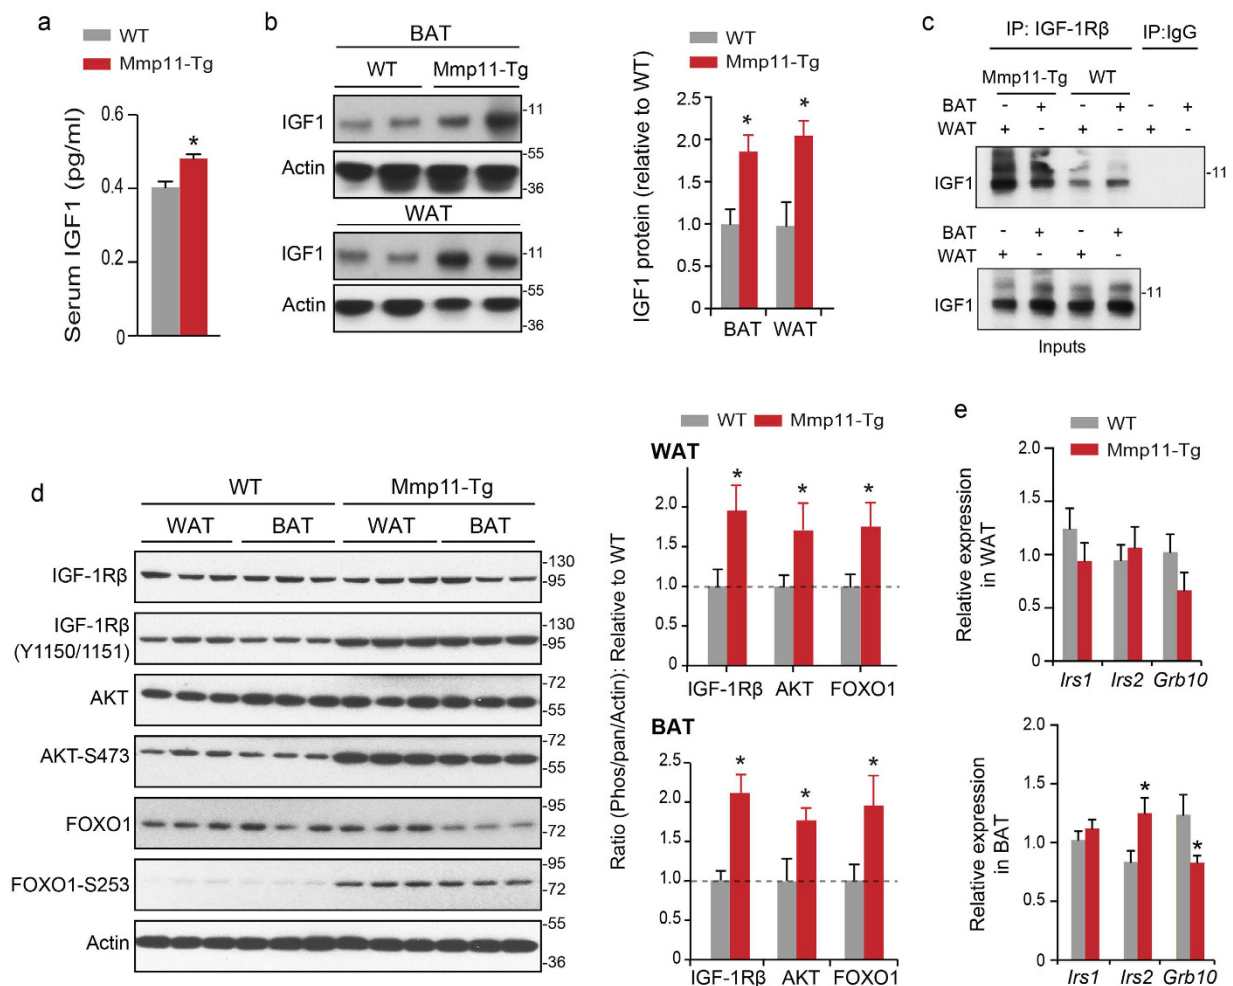 a
WT
Mmp11-Tg
Serum IGF1 (pg/ml)
0.6
0.4
0.2
0
*
b
BAT
WT Mmp11-Tg
IGF1
-11
Actin
-55
-36
WAT
IGF1
-11
Actin
-55
-36
WT
Mmp11-Tg
IGF1 protein (relative to WT)
2.5
2.0
1.5
1.0
0.5
0
* *
BAT WAT
c
IP: IGF-1Rβ IP:IgG
Mmp11-Tg WT
BAT - + - + - +
WAT + - + - + -
IGF1
-11
BAT - + - +
WAT + - + -
IGF1
-11
Inputs
d
WT Mmp11-Tg
WAT BAT WAT BAT
IGF-1Rβ
-130
-95
IGF-1Rβ
(Y1150/1151)
-130
-95
AKT
-72
-55
AKT-S473
-72
-55
FOXO1
-95
-72
FOXO1-S253
-95
-72
Actin
-55
-36
WT Mmp11-Tg
Ratio (Phos/pan/Actin): Relative to WT
WAT
2.0
1.5
1.0
0.5
0
* * *
IGF-1Rβ AKT FOXO1
BAT
2.5
2.0
1.5
1.0
0.5
0
* * *
IGF-1Rβ AKT FOXO1
e
WT
Mmp11-Tg
Relative expression
in WAT
2.0
1.5
1.0
0.5
0
Irs1 Irs2 Grb10
Relative expression
in BAT
2.0
1.5
1.0
0.5
0
* *
Irs1 Irs2 Grb10